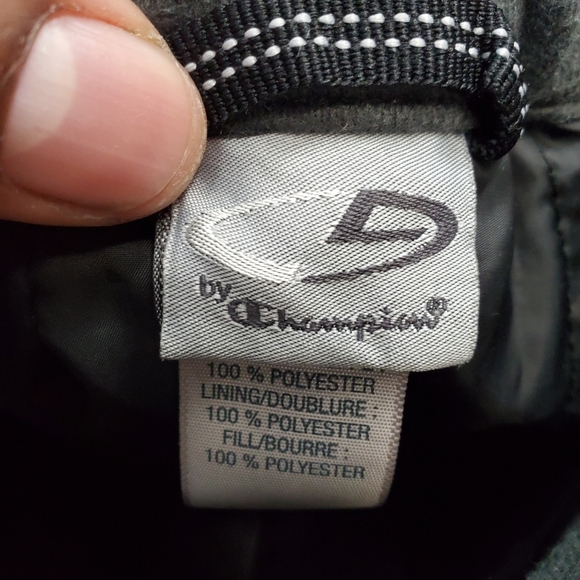 by Champion®
100 % POLYESTER
LINING/DOUBLURE :
100 % POLYESTER
FILL/BOURRE :
100 % POLYESTER